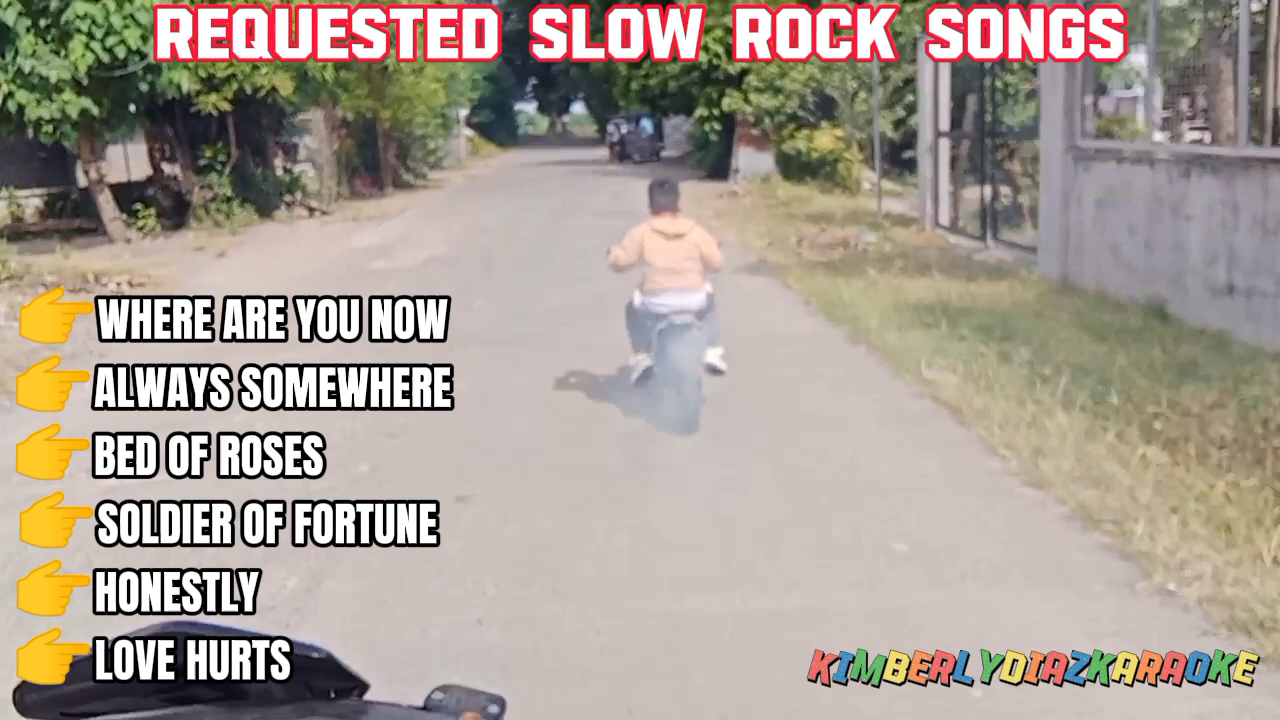 REQUESTED SLOW ROCK SONGS
WHERE ARE YOU NOW
ALWAYS SOMEWHERE
BED OF ROSES
SOLDIER OF FORTUNE
HONESTLY
LOVE HURTS
KIMBERLYDIAZKARAOKE